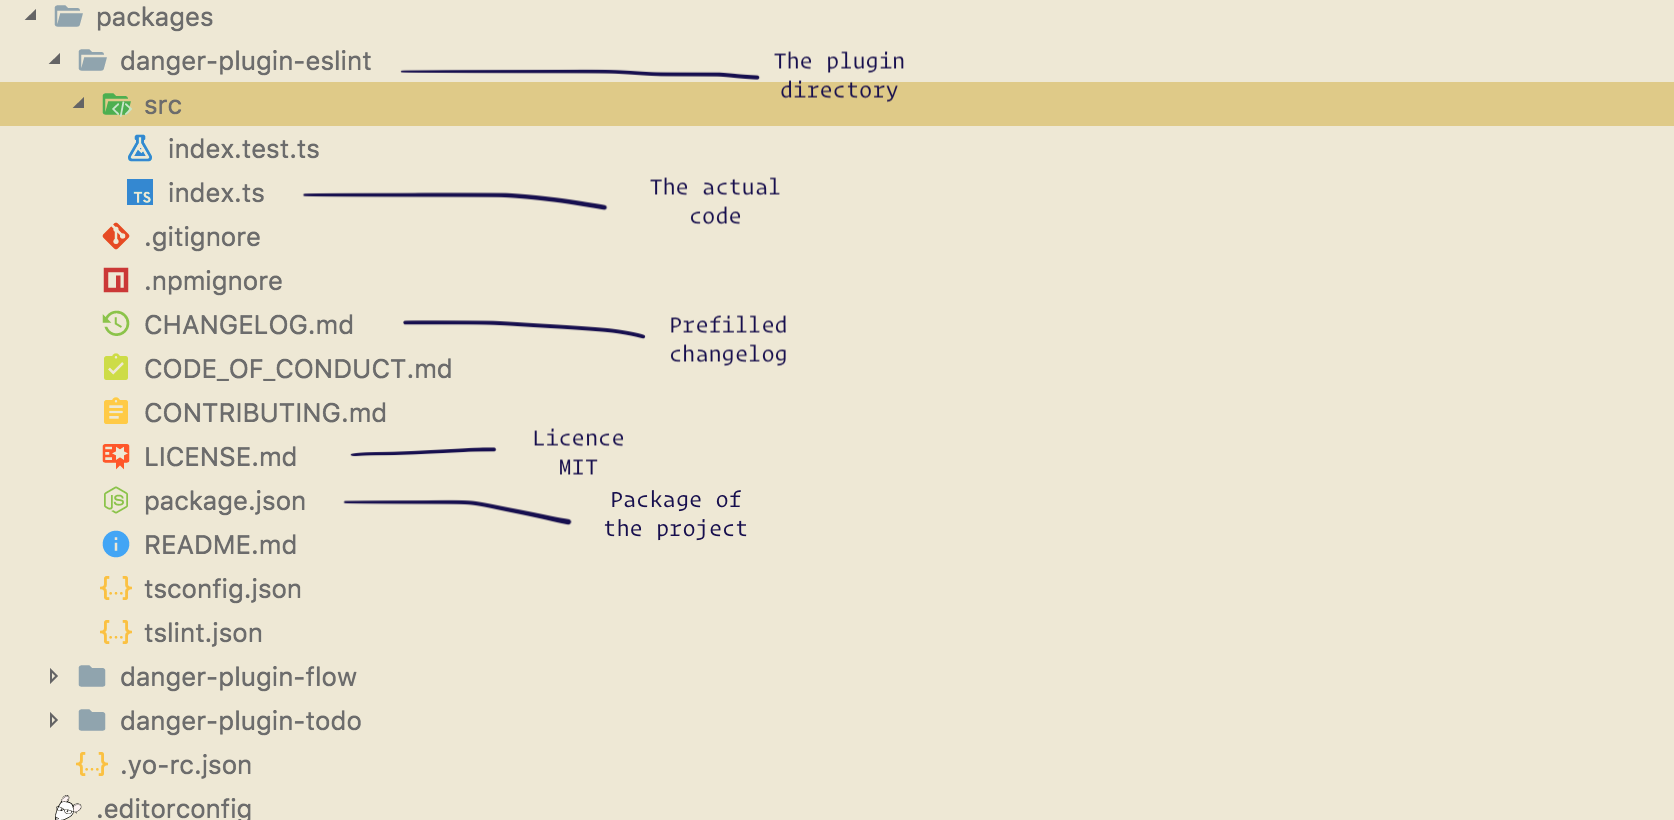 packages
danger-plugin-eslint
The plugin
directory
src
index.test.ts
TS index.ts
The actual
code
.gitignore
.npmignore
CHANGELOG.md
Prefilled
changelog
CODE_OF_CONDUCT.md
CONTRIBUTING.md
LICENSE.md
Licence
MIT
JS package.json
Package of
the project
README.md
{...} tsconfig.json
{...} tslint.json
danger-plugin-flow
danger-plugin-todo
{...} .yo-rc.json
.editorconfig